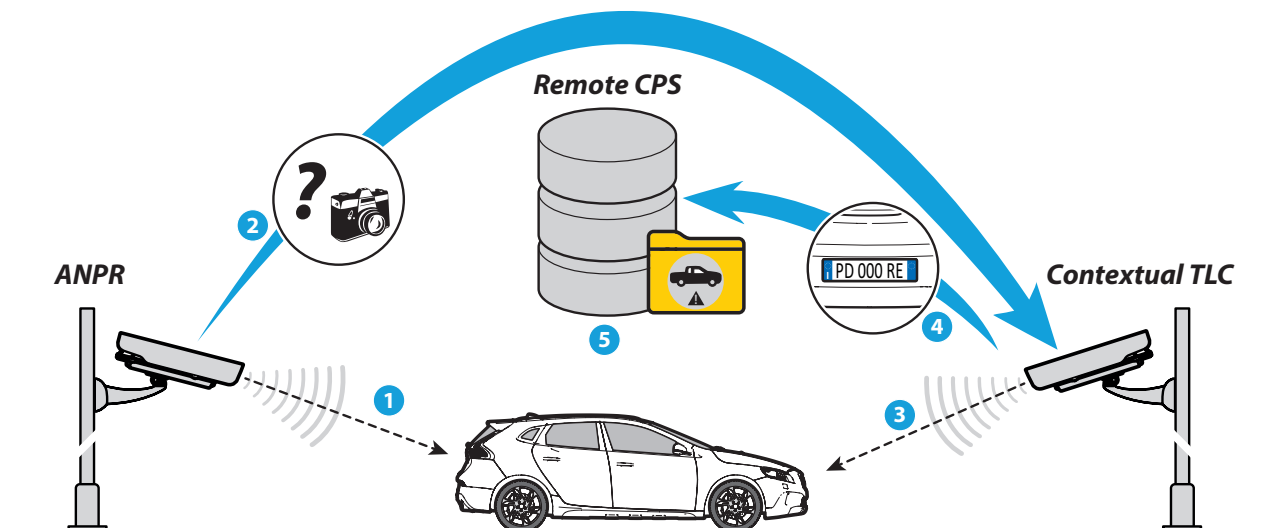 Remote CPS
?
2
ANPR
i PD 000 RE
Contextual TLC
4
5
1
3